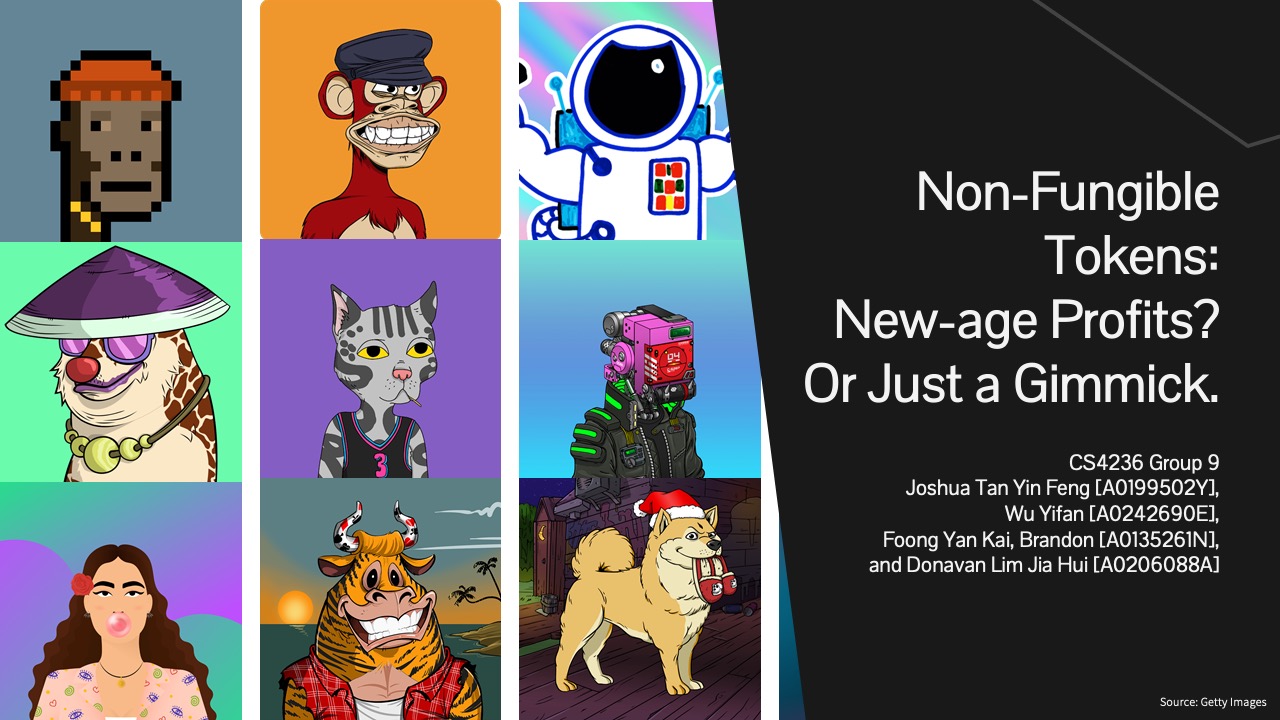 Non-Fungible
Tokens:
New-age Profits?
Or Just a Gimmick.
CS4236 Group 9
Joshua Tan Yin Feng [A0199502Y],
Wu Yifan [A0242690E],
Foong Yan Kai, Brandon [A0135261N],
and Donavan Lim Jia Hui [A0206088A]
3
94
Source: Getty Images